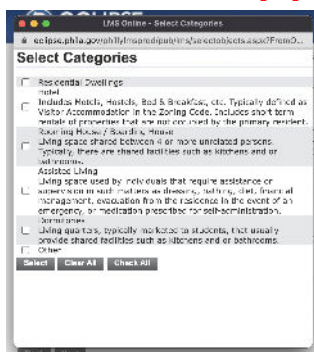 LMS Online - Select Categories
eclipse.phila.gov/phillylmsprod/pub/lms/selectobjects.aspx?FromO...
Select Categories
Residential Dwellings
Hotel
Includes Motels, Hostels, Bed & Breakfast, etc. Typically defined as
Visitor Accommodation in the Zoning Code. Includes short term
rentals of properties that are not occupied by the primary resident.
Rooming House / Boarding House
Living space shared between 4 or more unrelated persons.
Typically, there are shared facilities such as kitchens and or
bathrooms.
Assisted Living
Living space used by individuals that require assistance or
supervision in such matters as dressing, bathing, diet, financial
management, evacuation from the residence in the event of an
emergency, or medication prescribed for self-administration.
Dormitories
Living quarters, typically marketed to students, that usually
provide shared facilities such as kitchens and or bathrooms.
Other
Select
Clear All
Check All